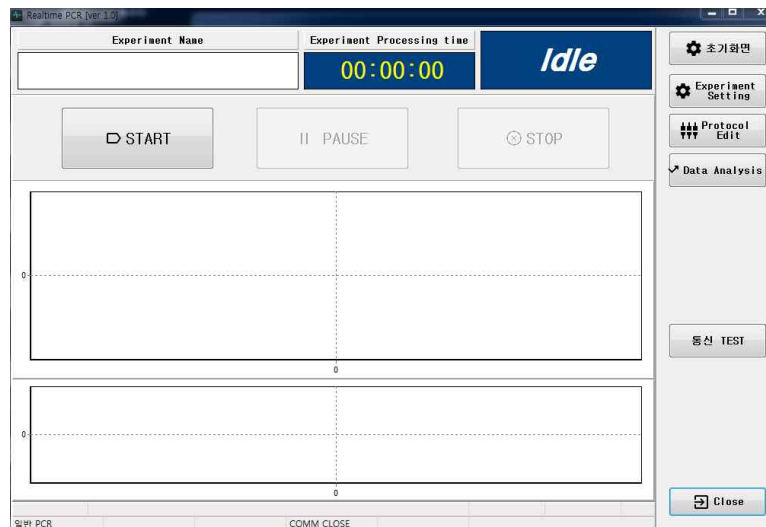 Realtime PCR [ver 1.0]
Experiment Name
Experiment Processing time
00:00:00
Idle
START
PAUSE
STOP
0
0
0
0
초기화면
Experiment
Setting
Protocol
Edit
Data Analysis
통신 TEST
Close
일반 PCR
COMM CLOSE